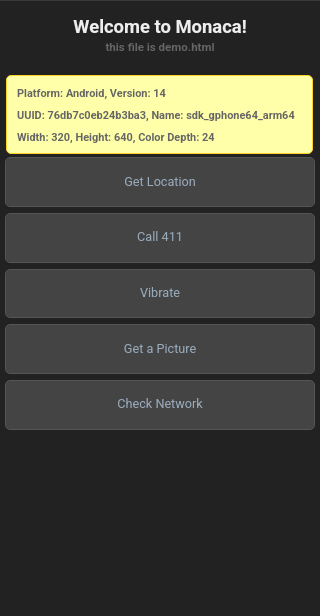 Welcome to Monaca!
this file is demo.html
Platform: Android, Version: 14
UUID: 76db7c0eb24b3ba3, Name: sdk_gphone64_arm64
Width: 320, Height: 640, Color Depth: 24
Get Location
Call 411
Vibrate
Get a Picture
Check Network